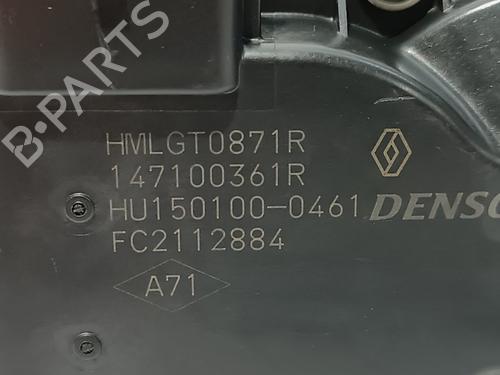 B-PARTS
HMLGT0871R
147100361R
HU150100-0461
DENSO
FC2112884
A71